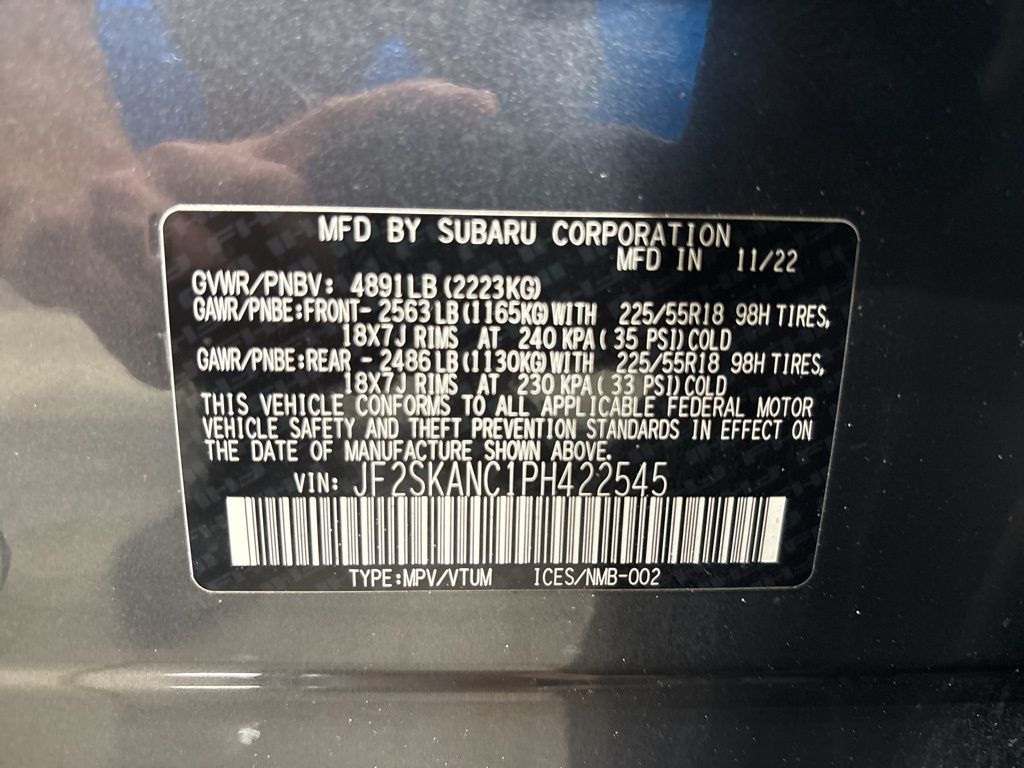 MFD BY SUBARU CORPORATION
MFD IN 11/22
GVWR/PNBV: 4891LB(2223KG)
GAWR/PNBE:FRONT- 2563LB(1165KG)WITH 225/55R18 98H TIRES,
18X7J RIMS AT 240 KPA( 35 PSI)COLD
GAWR/PNBE:REAR - 2486LB(1130KG)WITH 225/55R18 98H TIRES,
18X7J RIMS AT 230 KPA( 33 PSI)COLD
THIS VEHICLE CONFORMS TO ALL APPLICABLE FEDERAL MOTOR
VEHICLE SAFETY AND THEFT PREVENTION STANDARDS IN EFFECT ON
THE DATE OF MANUFACTURE SHOWN ABOVE.
VIN: JF2SKANC1PH422545
TYPE:MPV/VTUM ICES/NMB-002